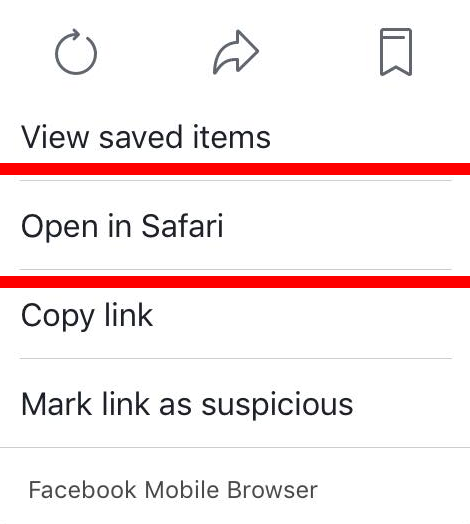 View saved items
Open in Safari
Copy link
Mark link as suspicious
Facebook Mobile Browser